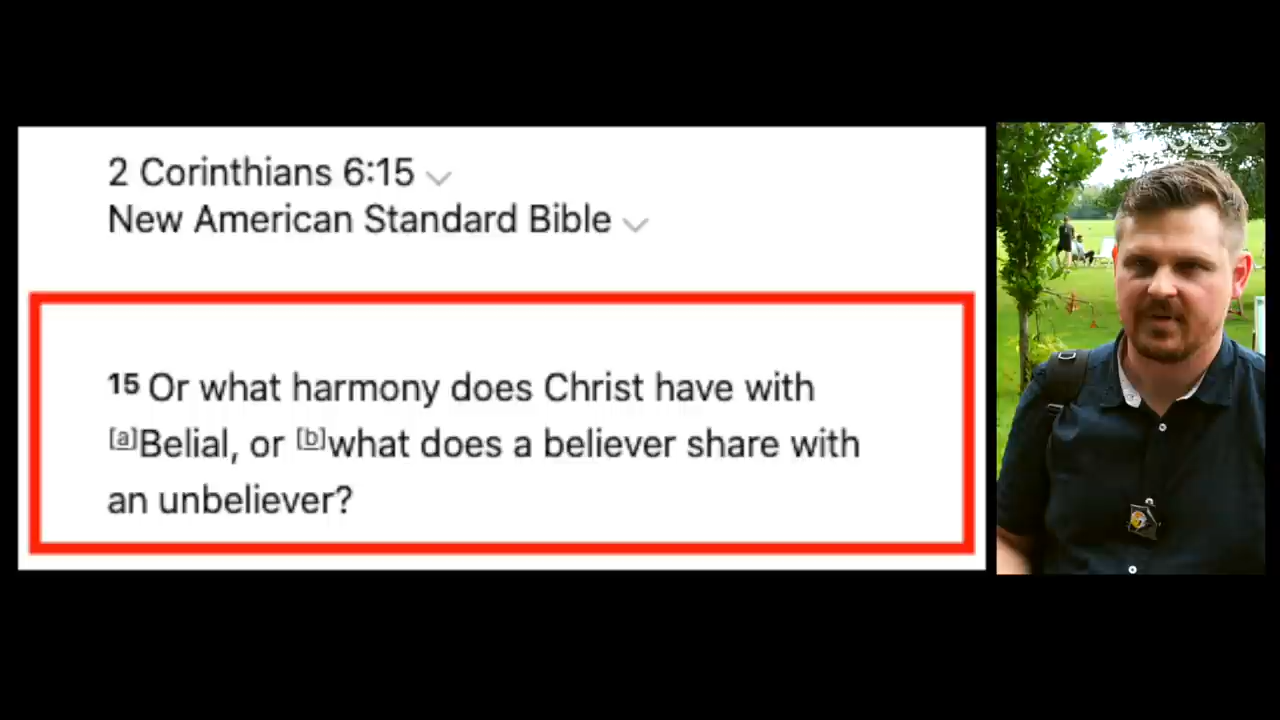 2 Corinthians 6:15
New American Standard Bible
15 Or what harmony does Christ have with
[a]Belial, or [b]what does a believer share with
an unbeliever?